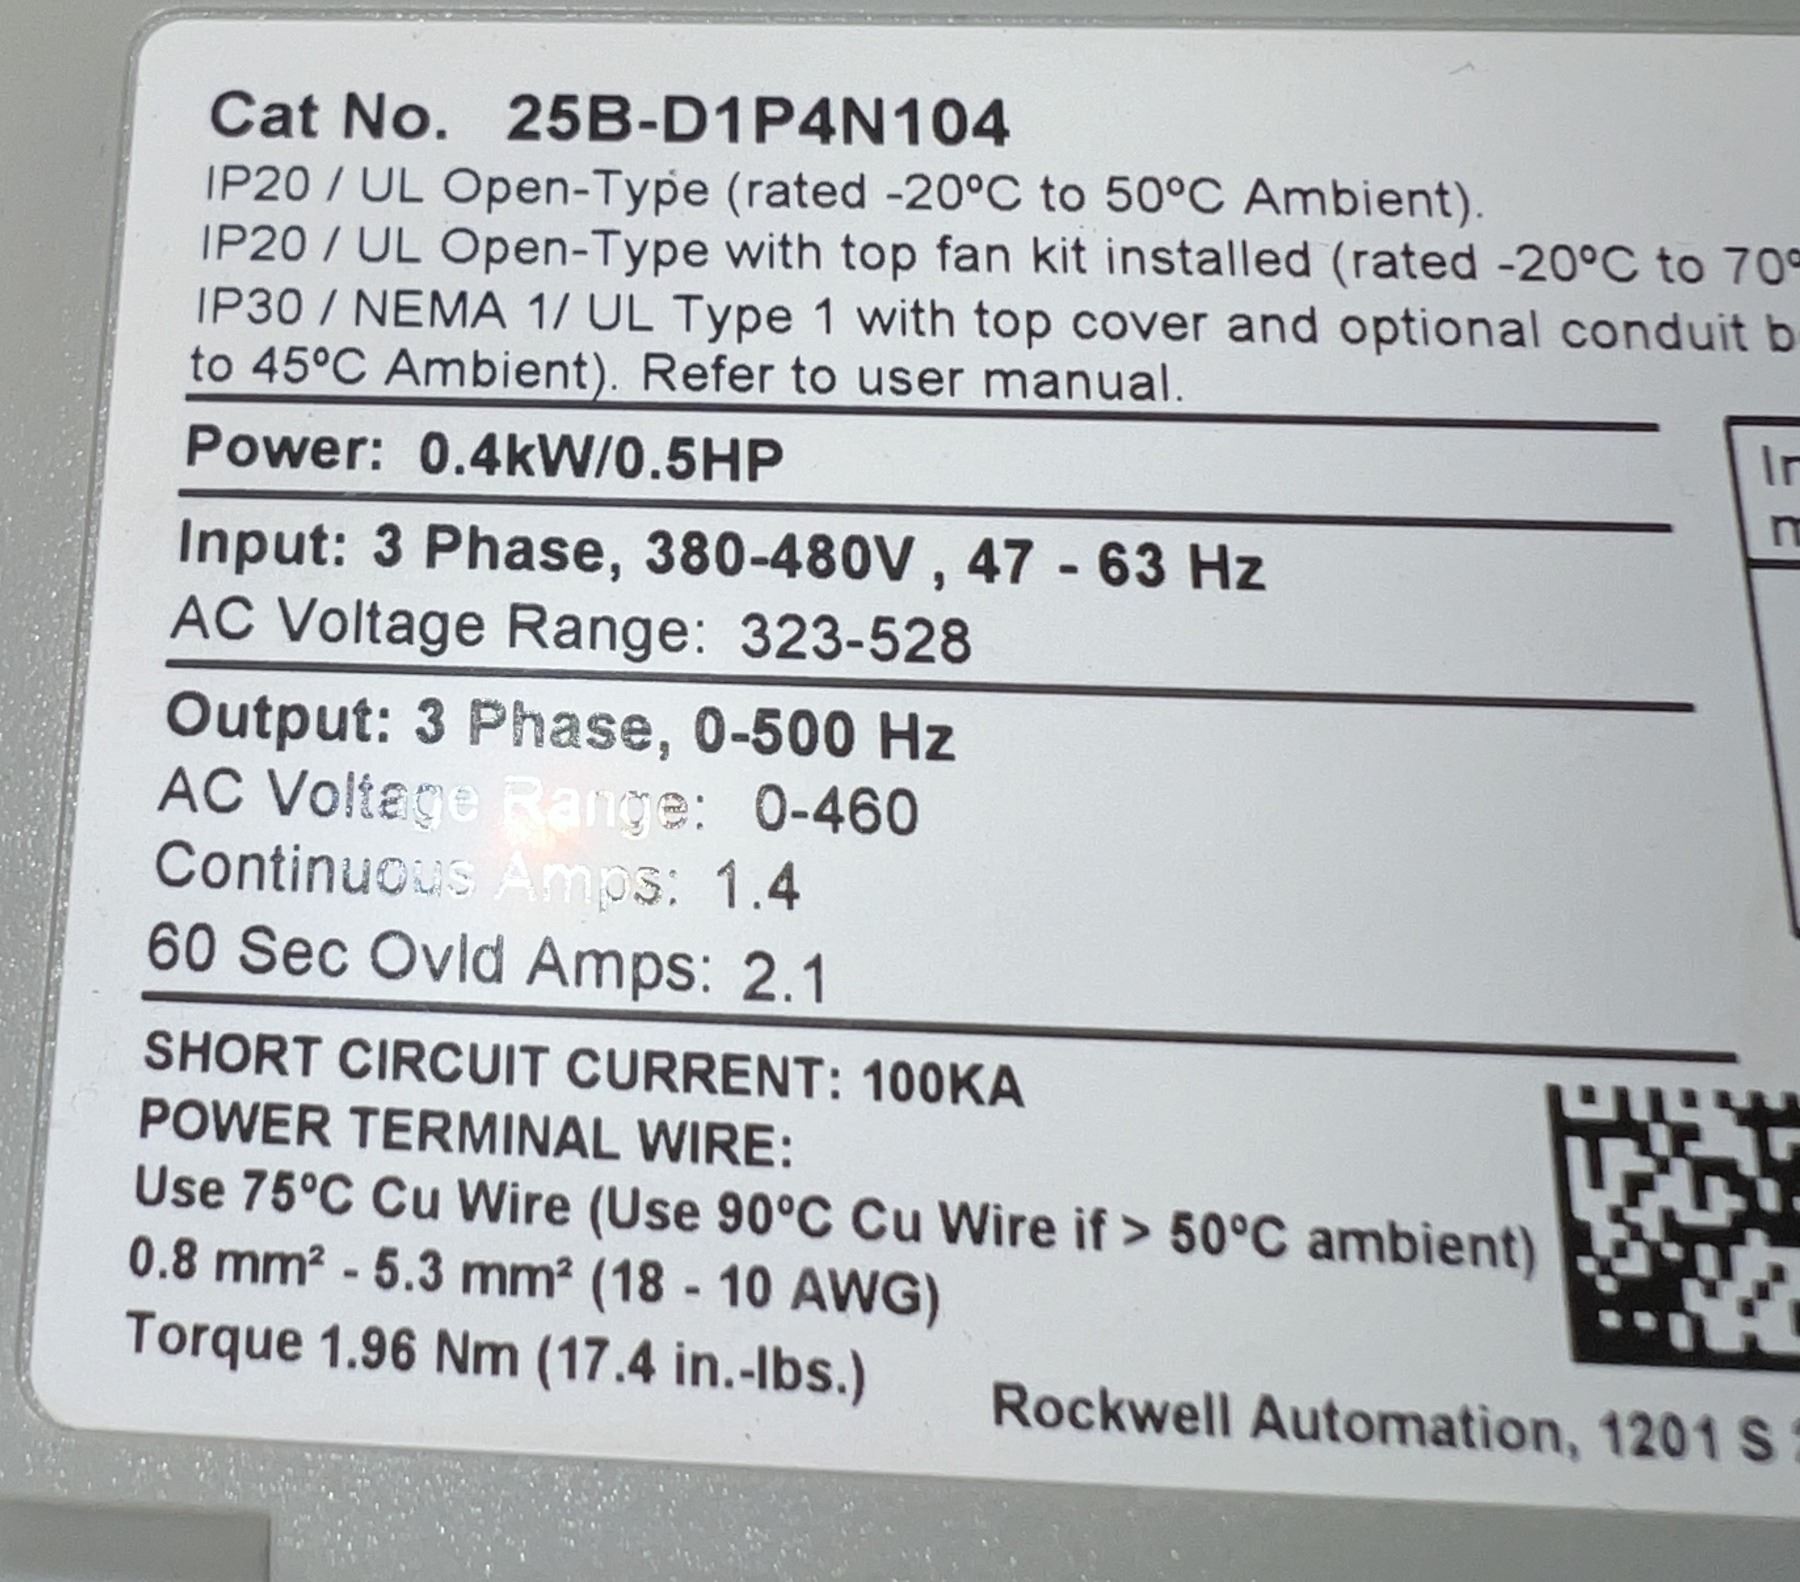 Cat No. 25B-D1P4N104
IP20 / UL Open-Type (rated -20°C to 50°C Ambient).
IP20 / UL Open-Type with top fan kit installed (rated -20°C to 70°
IP30 / NEMA 1/ UL Type 1 with top cover and optional conduit b
to 45°C Ambient). Refer to user manual.
Power: 0.4kW/0.5HP
In
m
Input: 3 Phase, 380-480V , 47 - 63 Hz
AC Voltage Range: 323-528
Output: 3 Phase, 0-500 Hz
AC Voltage Range: 0-460
Continuous Amps: 1.4
60 Sec Ovld Amps: 2.1
SHORT CIRCUIT CURRENT: 100KA
POWER TERMINAL WIRE:
Use 75°C Cu Wire (Use 90°C Cu Wire if > 50°C ambient)
0.8 mm² - 5.3 mm² (18 - 10 AWG)
Torque 1.96 Nm (17.4 in.-lbs.)
Rockwell Automation, 1201 S